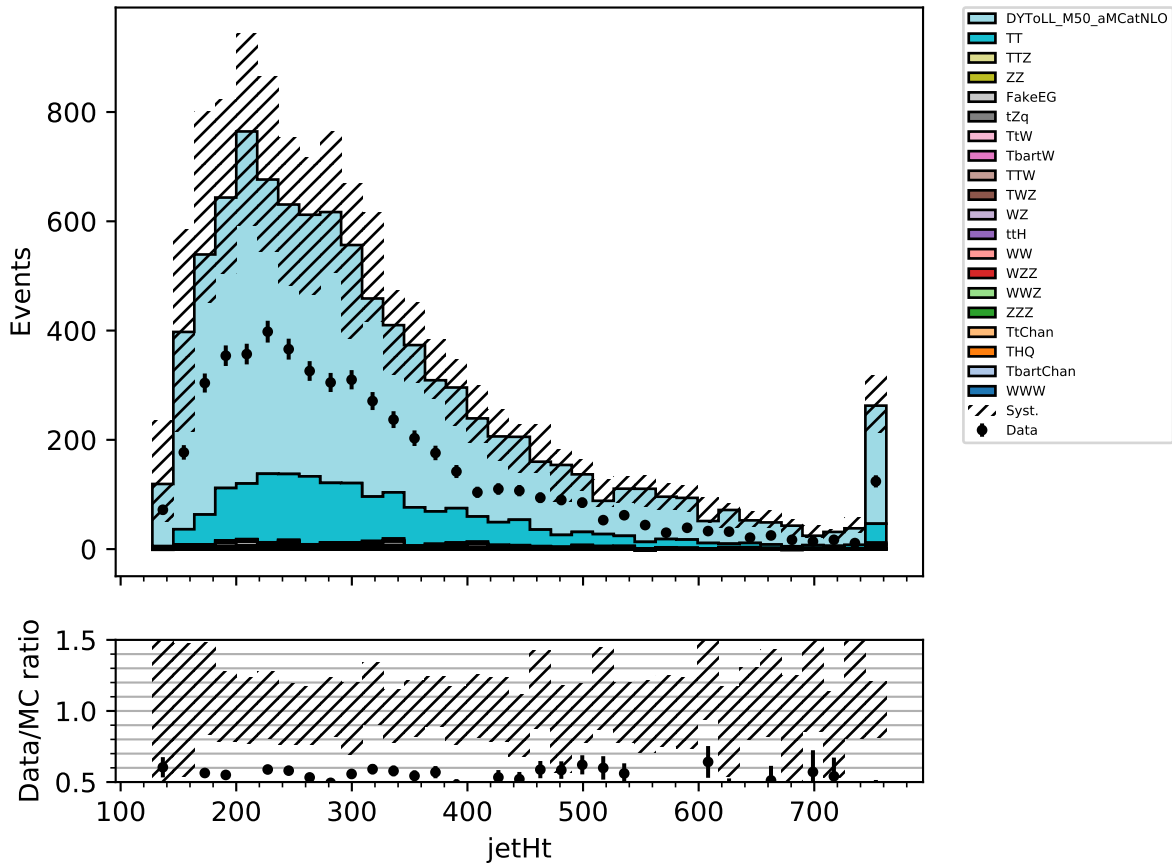 800
600
400
200
0
Events
100
200
300
400
500
600
700
1.5
1.0
0.5
Data/MC ratio
jetHt
DYToLL_M50_aMCatNLO
TT
TTZ
ZZ
FakeEG
tZq
TtW
TbartW
TTW
TWZ
WZ
ttH
WW
WZZ
WWZ
ZZZ
TtChan
THQ
TbartChan
WWW
Syst.
Data